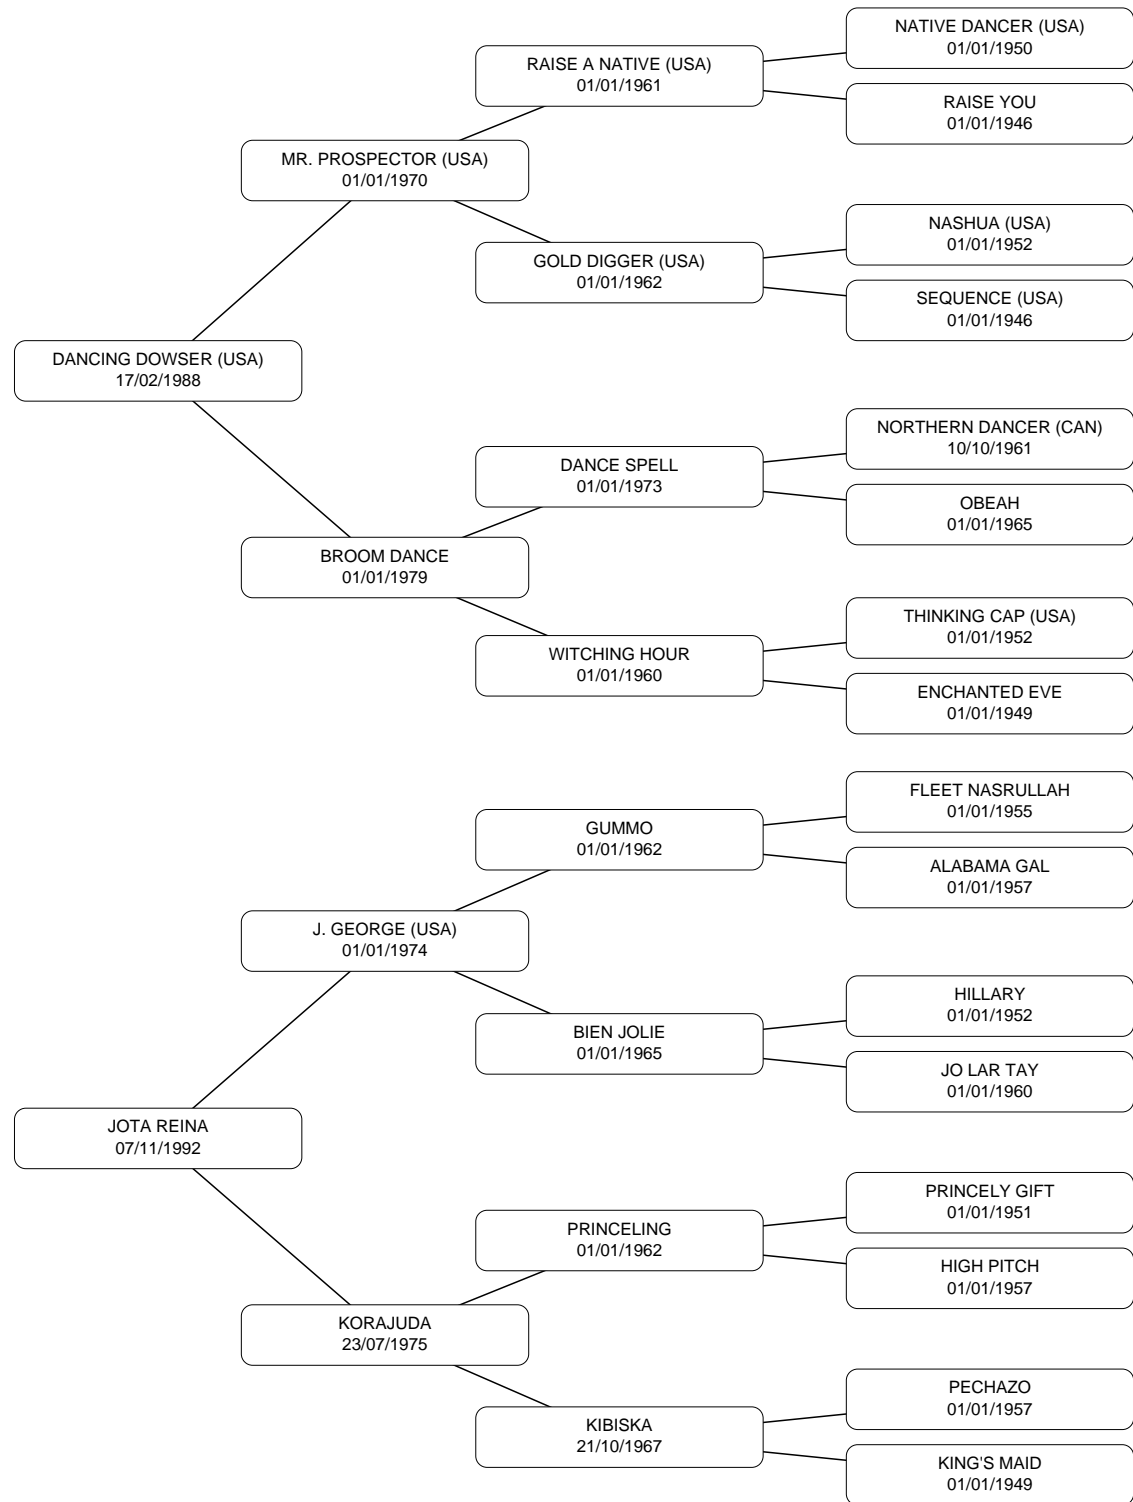 NATIVE DANCER (USA)
01/01/1950
RAISE A NATIVE (USA)
01/01/1961
RAISE YOU
01/01/1946
MR. PROSPECTOR (USA)
01/01/1970
NASHUA (USA)
01/01/1952
GOLD DIGGER (USA)
01/01/1962
SEQUENCE (USA)
01/01/1946
DANCING DOWSER (USA)
17/02/1988
NORTHERN DANCER (CAN)
10/10/1961
DANCE SPELL
01/01/1973
OBEAH
01/01/1965
BROOM DANCE
01/01/1979
THINKING CAP (USA)
01/01/1952
WITCHING HOUR
01/01/1960
ENCHANTED EVE
01/01/1949
FLEET NASRULLAH
01/01/1955
GUMMO
01/01/1962
ALABAMA GAL
01/01/1957
J. GEORGE (USA)
01/01/1974
HILLARY
01/01/1952
BIEN JOLIE
01/01/1965
JO LAR TAY
01/01/1960
JOTA REINA
07/11/1992
PRINCELY GIFT
01/01/1951
PRINCELING
01/01/1962
HIGH PITCH
01/01/1957
KORAJUDA
23/07/1975
PECHAZO
01/01/1957
KIBISKA
21/10/1967
KING'S MAID
01/01/1949